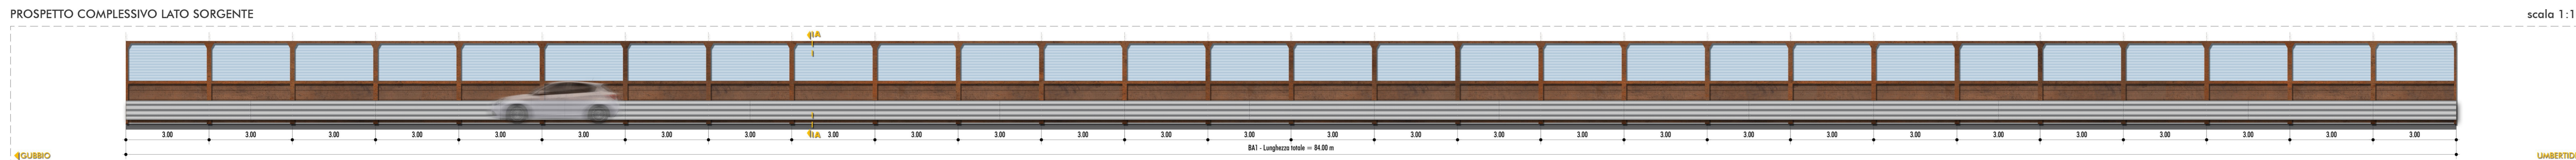 PROSPETTO COMPLESSIVO LATO SORGENTE
scala 1:1
A
A
3.00 3.00 3.00 3.00 3.00 3.00 3.00 3.00 3.00 3.00 3.00 3.00 3.00 3.00 3.00 3.00 3.00 3.00 3.00 3.00 3.00 3.00 3.00 3.00 3.00 3.00 3.00 3.00
BA1 - Lunghezza totale = 84.00 m
GUBBIO
UMBERTID